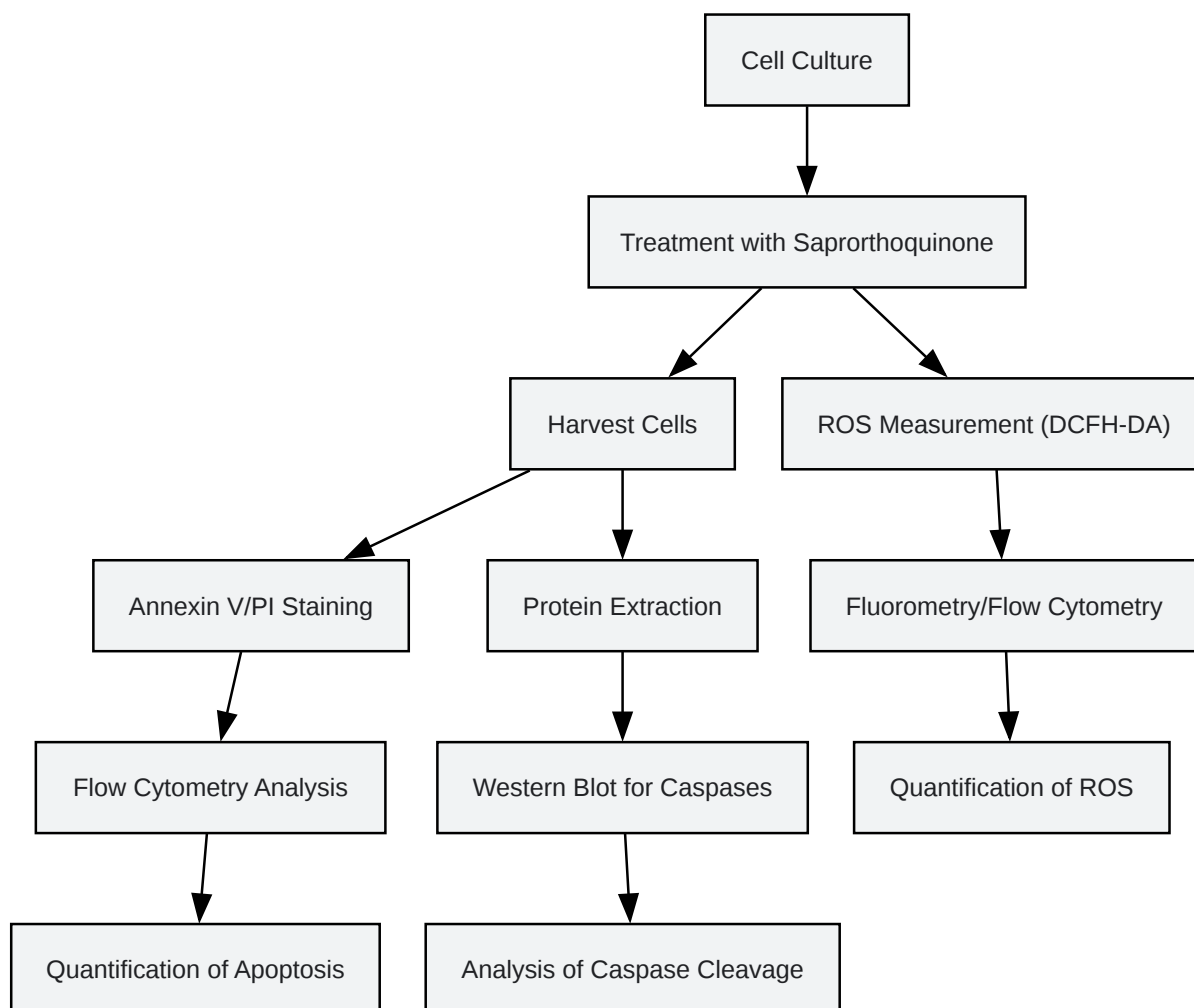 Cell Culture
Treatment with Saprorthoquinone
Harvest Cells
ROS Measurement (DCFH-DA)
Annexin V/PI Staining
Protein Extraction
Fluorometry/Flow Cytometry
Flow Cytometry Analysis
Western Blot for Caspases
Quantification of ROS
Quantification of Apoptosis
Analysis of Caspase Cleavage